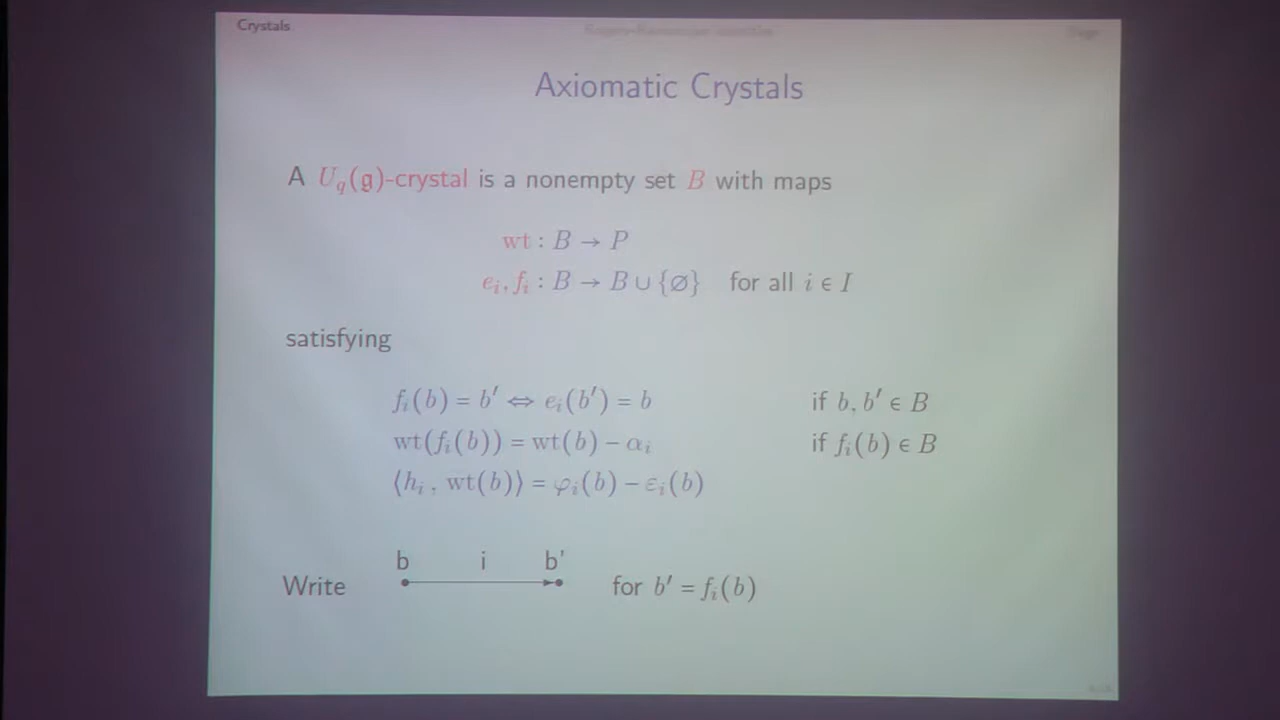 Crystals
Axiomatic Crystals
A U_q(𝔤)-crystal is a nonempty set B with maps
wt : B → P
e_i, f_i : B → B ∪ {∅} for all i ∈ I
satisfying
f_i(b) = b′ ⇔ e_i(b′) = b if b, b′ ∈ B
wt(f_i(b)) = wt(b) − α_i if f_i(b) ∈ B
⟨h_i , wt(b)⟩ = φ_i(b) − ε_i(b)
b i b'
Write for b′ = f_i(b)